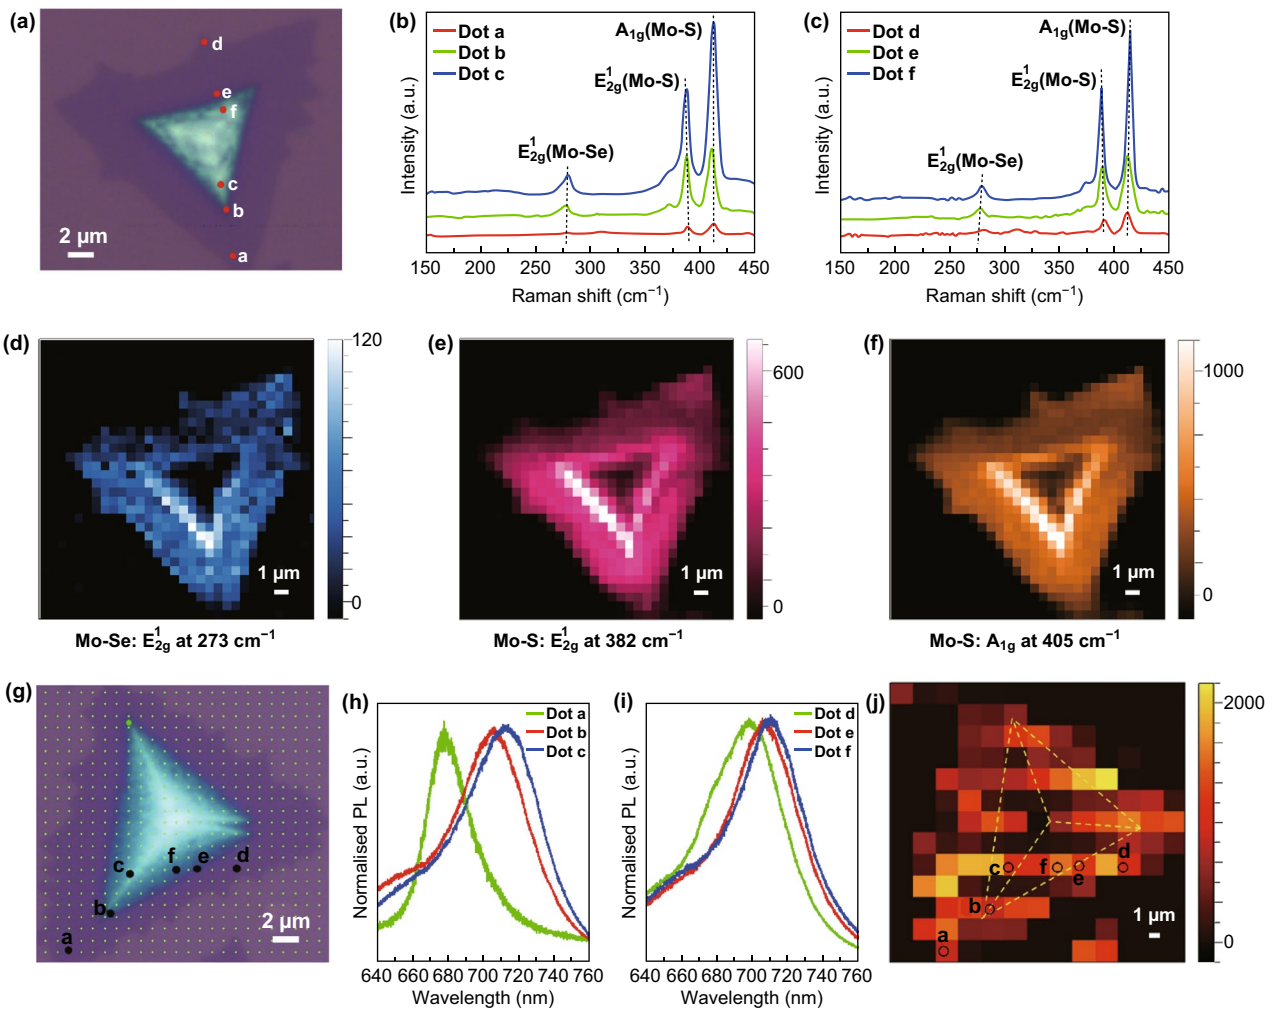 (a)
d
e
f
c
b
a
2 µm
(b)
Dot a
Dot b
Dot c
A1g(Mo-S)
E¹2g(Mo-S)
E¹2g(Mo-Se)
Intensity (a.u.)
150 200 250 300 350 400 450
Raman shift (cm⁻¹)
(c)
Dot d
Dot e
Dot f
A1g(Mo-S)
E¹2g(Mo-S)
E¹2g(Mo-Se)
Intensity (a.u.)
150 200 250 300 350 400 450
Raman shift (cm⁻¹)
(d)
120
0
1 µm
Mo-Se: E¹2g at 273 cm⁻¹
(e)
600
0
1 µm
Mo-S: E¹2g at 382 cm⁻¹
(f)
1000
0
1 µm
Mo-S: A1g at 405 cm⁻¹
(g)
c
f
e
d
b
a
2 µm
(h)
Dot a
Dot b
Dot c
Normalised PL (a.u.)
640 660 680 700 720 740 760
Wavelength (nm)
(i)
Dot d
Dot e
Dot f
Normalised PL (a.u.)
640 660 680 700 720 740 760
Wavelength (nm)
(j)
2000
0
c
f
e
d
b
a
1 µm